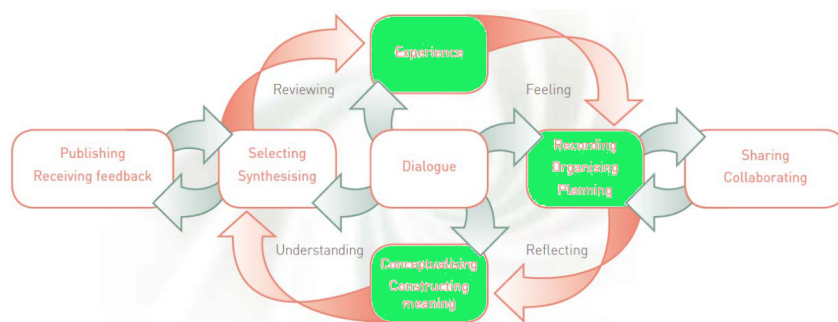 Experience
Reviewing
Feeling
Publishing
Receiving feedback
Selecting
Synthesising
Dialogue
Recording
Organising
Planning
Sharing
Collaborating
Understanding
Reflecting
Conceptualising
Constructing
meaning